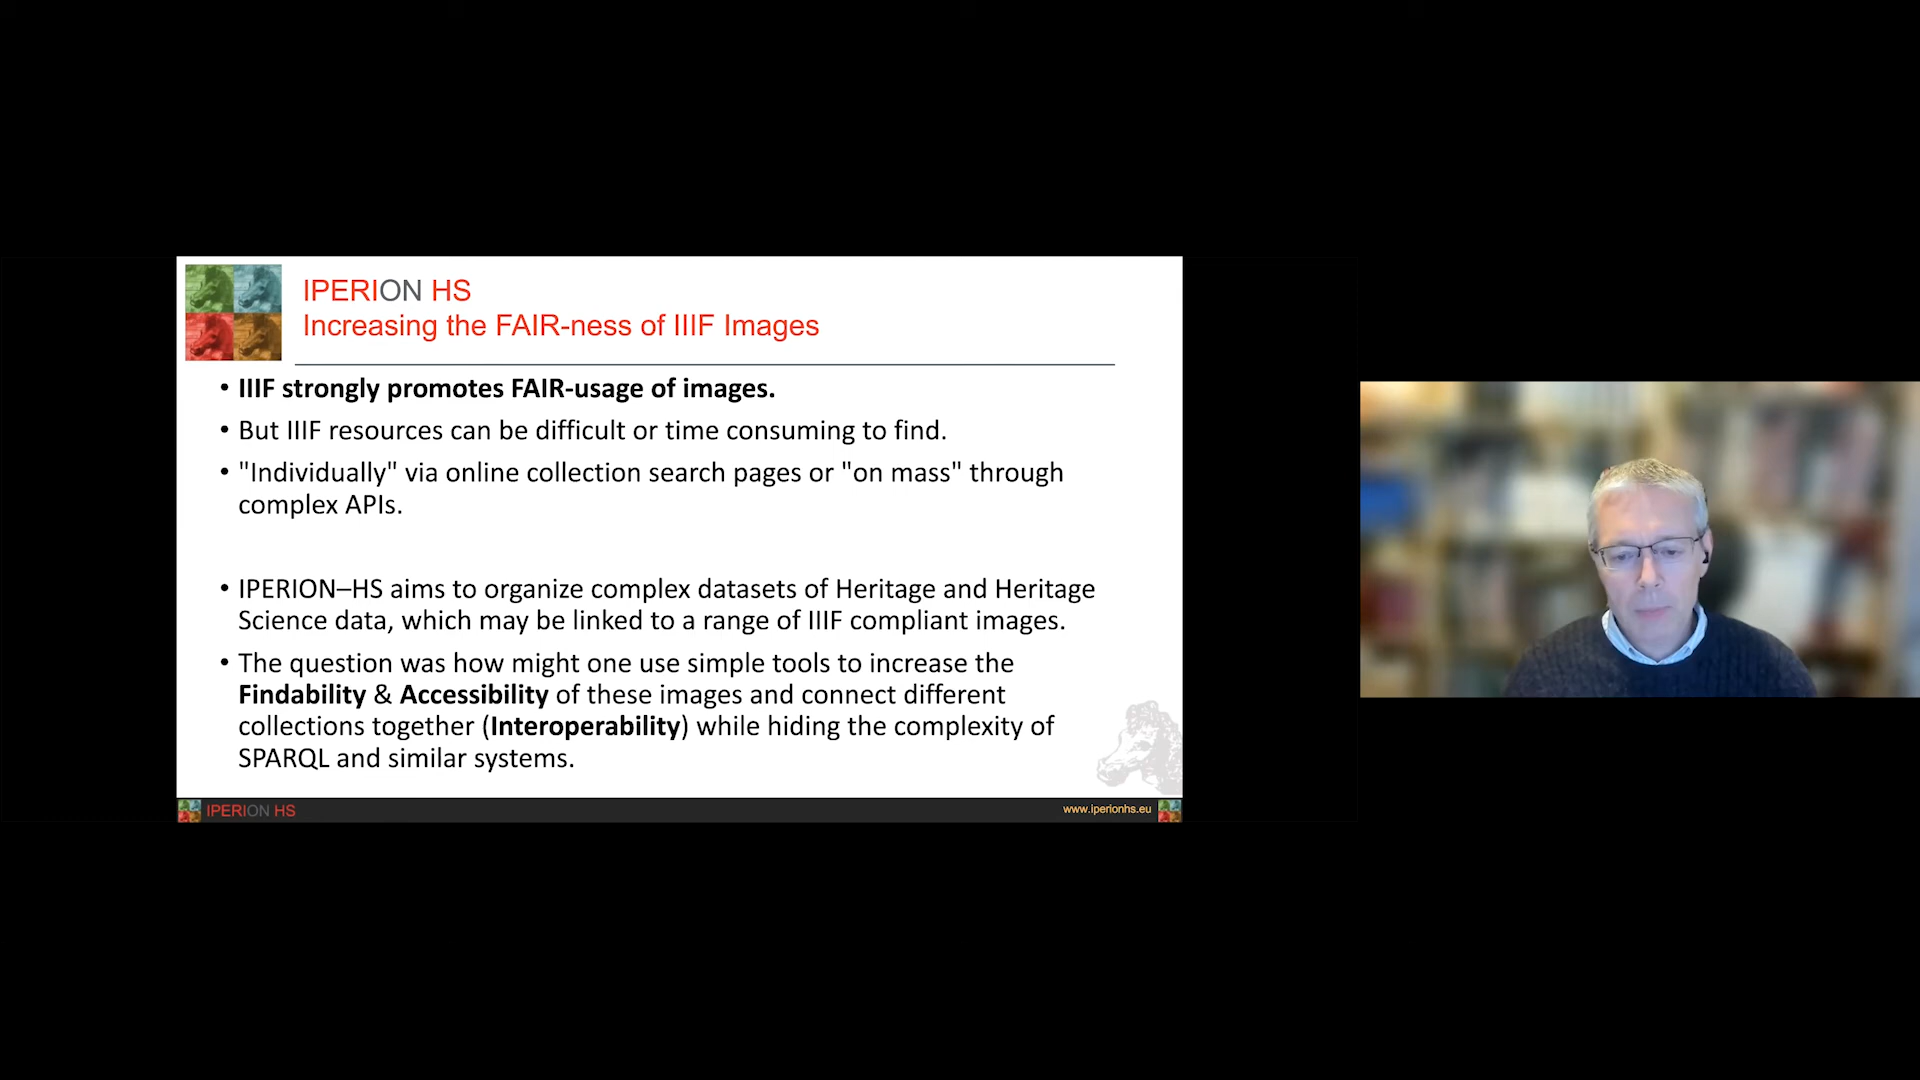 IPERION HS
Increasing the FAIR-ness of IIIF Images
• IIIF strongly promotes FAIR-usage of images.
• But IIIF resources can be difficult or time consuming to find.
• "Individually" via online collection search pages or "on mass" through
complex APIs.
• IPERION–HS aims to organize complex datasets of Heritage and Heritage
Science data, which may be linked to a range of IIIF compliant images.
• The question was how might one use simple tools to increase the
Findability & Accessibility of these images and connect different
collections together (Interoperability) while hiding the complexity of
SPARQL and similar systems.
IPERION HS
www.iperionhs.eu